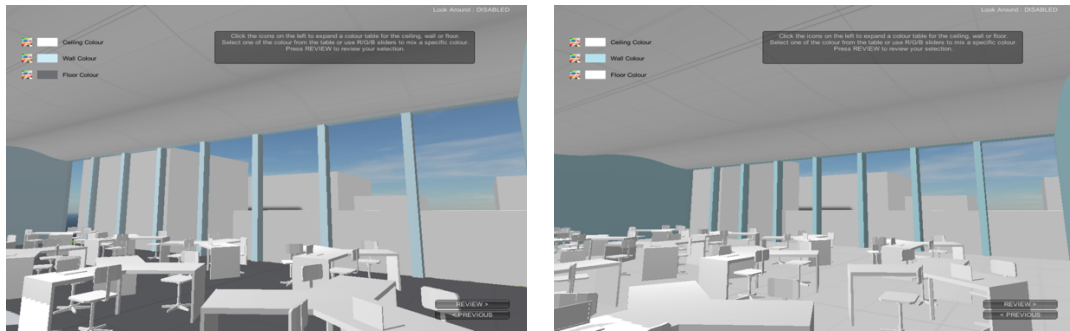 Look Around : DISABLED
Click the icons on the left to expand a colour table for the ceiling, wall or floor.
Select one of the colour from the table or use R/G/B sliders to mix a specific colour.
Press REVIEW to review your selection.
Ceiling Colour
Wall Colour
Floor Colour
REVIEW >
< PREVIOUS
Look Around : DISABLED
Click the icons on the left to expand a colour table for the ceiling, wall or floor.
Select one of the colour from the table or use R/G/B sliders to mix a specific colour.
Press REVIEW to review your selection.
Ceiling Colour
Wall Colour
Floor Colour
REVIEW >
< PREVIOUS